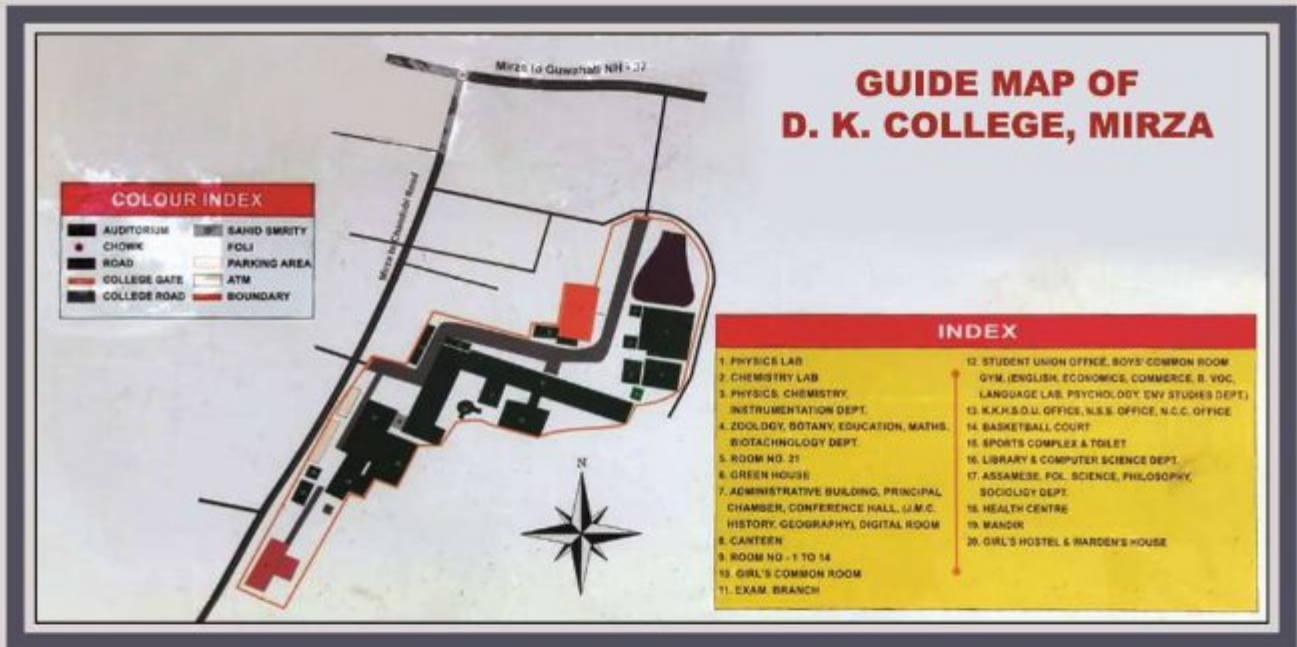 Mirza to Guwahati NH - 37
GUIDE MAP OF
D. K. COLLEGE, MIRZA
COLOUR INDEX
AUDITORIUM
CHOWK
ROAD
COLLEGE GATE
COLLEGE ROAD
SAHID SMRITY
FOLI
PARKING AREA
ATM
BOUNDARY
Mirza to Chandubi Road
N
INDEX
1. PHYSICS LAB
2. CHEMISTRY LAB
3. PHYSICS, CHEMISTRY,
INSTRUMENTATION DEPT.
4. ZOOLOGY, BOTANY, EDUCATION, MATHS,
BIOTACHNOLOGY DEPT.
5. ROOM NO. 21
6. GREEN HOUSE
7. ADMINISTRATIVE BUILDING, PRINCIPAL
CHAMBER, CONFERENCE HALL, (J.M.C.
HISTORY, GEOGRAPHY), DIGITAL ROOM
8. CANTEEN
9. ROOM NO - 1 TO 14
10. GIRL'S COMMON ROOM
11. EXAM. BRANCH
12. STUDENT UNION OFFICE, BOYS' COMMON ROOM
GYM, (ENGLISH, ECONOMICS, COMMERCE, B. VOC,
LANGUAGE LAB, PSYCHOLOGY, ENV STUDIES DEPT.)
13. K.K.H.S.O.U. OFFICE, N.S.S. OFFICE, N.C.C. OFFICE
14. BASKETBALL COURT
15. SPORTS COMPLEX & TOILET
16. LIBRARY & COMPUTER SCIENCE DEPT.
17. ASSAMESE, POL. SCIENCE, PHILOSOPHY,
SOCIOLIGY DEPT.
18. HEALTH CENTRE
19. MANDIR
20. GIRL'S HOSTEL & WARDEN'S HOUSE